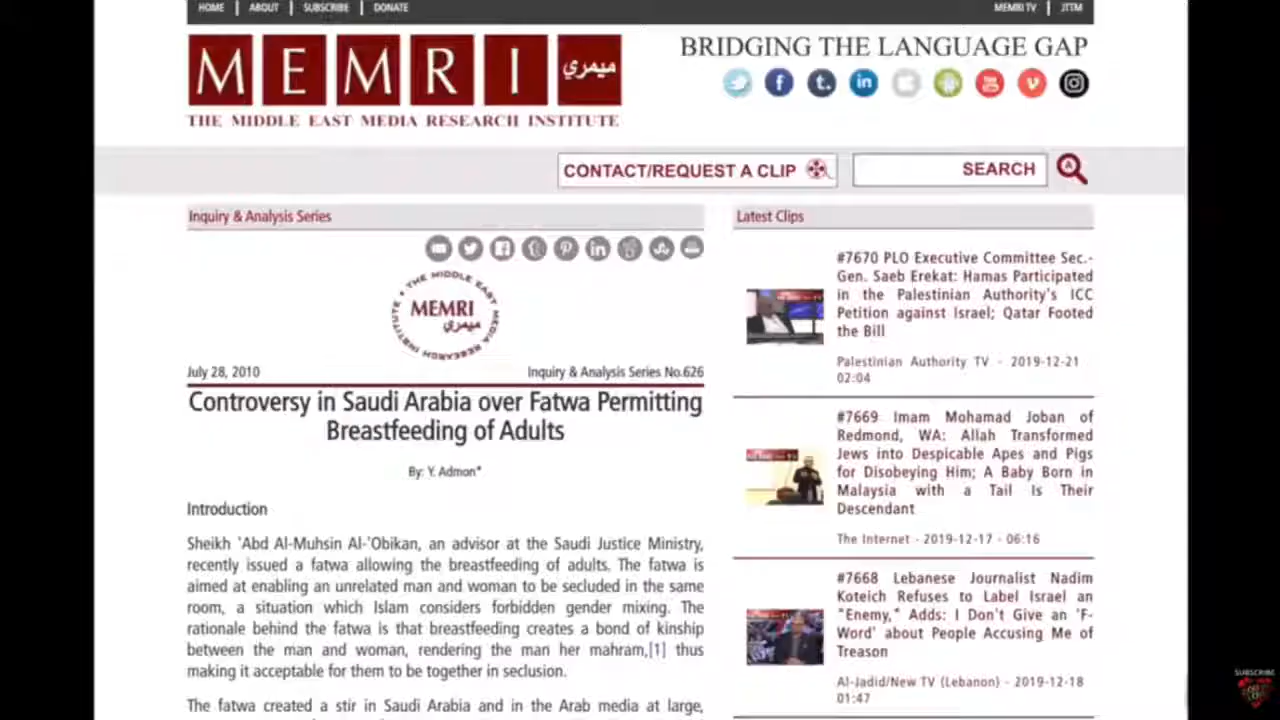 HOME | ABOUT | SUBSCRIBE | DONATE
MEMRI TV | JTTM
MEMRI ميمري
THE MIDDLE EAST MEDIA RESEARCH INSTITUTE
BRIDGING THE LANGUAGE GAP
CONTACT/REQUEST A CLIP
SEARCH
Inquiry & Analysis Series
THE MIDDLE EAST MEDIA RESEARCH INSTITUTE
MEMRI
ميمري
July 28, 2010
Inquiry & Analysis Series No.626
Controversy in Saudi Arabia over Fatwa Permitting
Breastfeeding of Adults
By: Y. Admon*
Introduction
Sheikh 'Abd Al-Muhsin Al-'Obikan, an advisor at the Saudi Justice Ministry,
recently issued a fatwa allowing the breastfeeding of adults. The fatwa is
aimed at enabling an unrelated man and woman to be secluded in the same
room, a situation which Islam considers forbidden gender mixing. The
rationale behind the fatwa is that breastfeeding creates a bond of kinship
between the man and woman, rendering the man her mahram,[1] thus
making it acceptable for them to be together in seclusion.
The fatwa created a stir in Saudi Arabia and in the Arab media at large,
Latest Clips
#7670 PLO Executive Committee Sec.-
Gen. Saeb Erekat: Hamas Participated
in the Palestinian Authority's ICC
Petition against Israel; Qatar Footed
the Bill
Palestinian Authority TV - 2019-12-21
02:04
#7669 Imam Mohamad Joban of
Redmond, WA: Allah Transformed
Jews into Despicable Apes and Pigs
for Disobeying Him; A Baby Born in
Malaysia with a Tail Is Their
Descendant
The Internet - 2019-12-17 - 06:16
#7668 Lebanese Journalist Nadim
Koteich Refuses to Label Israel an
"Enemy," Adds: I Don't Give an 'F-
Word' about People Accusing Me of
Treason
Al-Jadid/New TV (Lebanon) - 2019-12-18
01:47
SUBSCRIBE